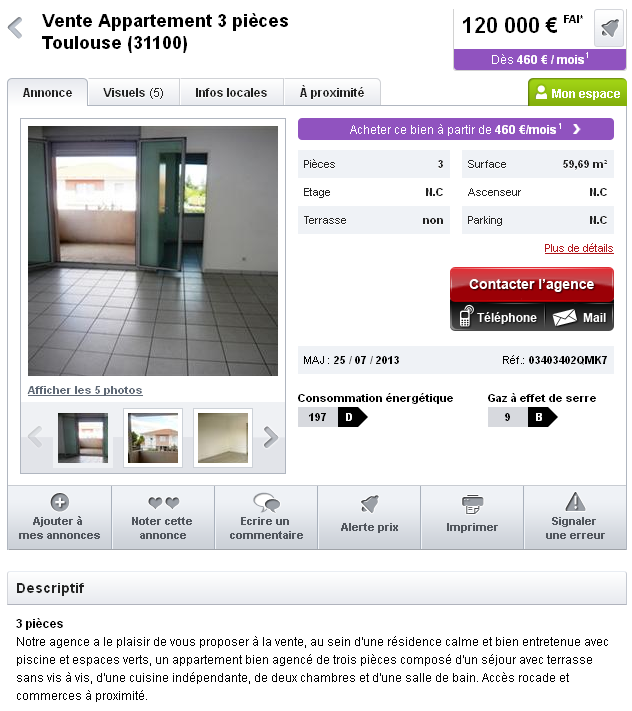 Vente Appartement 3 pièces
Toulouse (31100)
120 000 € FAI*
Dès 460 € / mois1
Annonce
Visuels (5)
Infos locales
À proximité
Mon espace
Acheter ce bien à partir de 460 €/mois1
Pièces 3
Surface 59,69 m²
Etage N.C
Ascenseur N.C
Terrasse non
Parking N.C
Plus de détails
Contacter l'agence
Téléphone
Mail
MAJ : 25 / 07 / 2013
Réf.: 03403402QMK7
Afficher les 5 photos
Consommation énergétique
197 D
Gaz à effet de serre
9 B
Ajouter à
mes annonces
Noter cette
annonce
Ecrire un
commentaire
Alerte prix
Imprimer
Signaler
une erreur
Descriptif
3 pièces
Notre agence a le plaisir de vous proposer à la vente, au sein d'une résidence calme et bien entretenue avec
piscine et espaces verts, un appartement bien agencé de trois pièces composé d'un séjour avec terrasse
sans vis à vis, d'une cuisine indépendante, de deux chambres et d'une salle de bain. Accès rocade et
commerces à proximité.